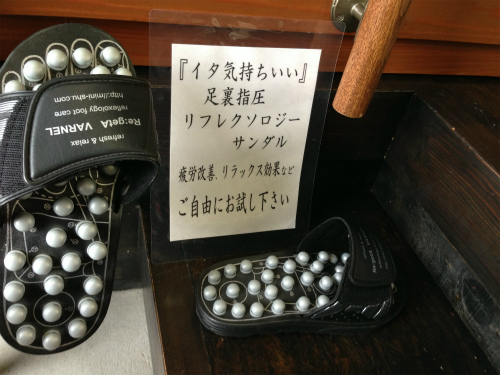 『イタ気持ちいい』
足裏指圧
リフレクソロジー
サンダル
疲労改善、リラックス効果など
ご自由にお試し下さい
refresh & relax
Re:getA VARNEL
reflexology foot care
http://mini-shu.com